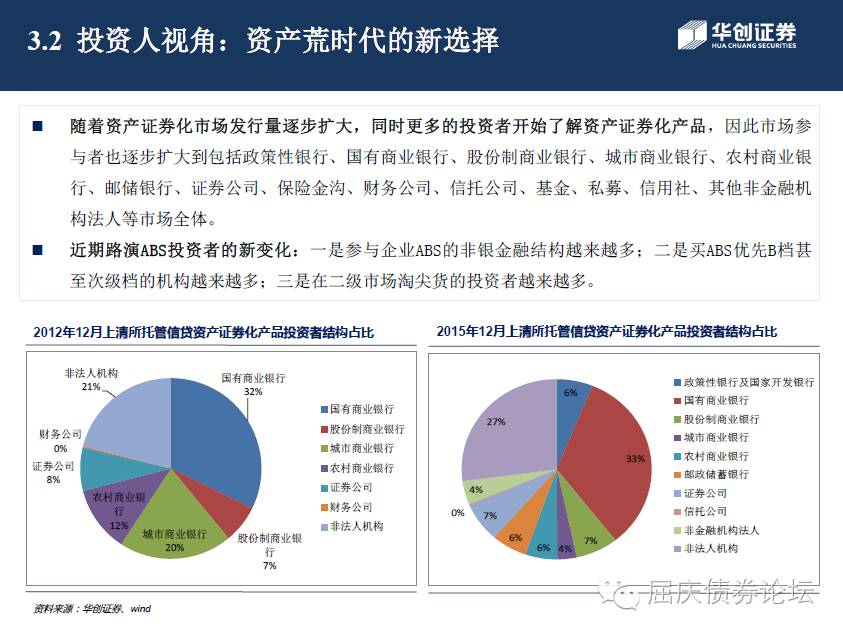 3.2 投资人视角：资产荒时代的新选择
华创证券
HUA CHUANG SECURITIES
随着资产证券化市场发行量逐步扩大，同时更多的投资者开始了解资产证券化产品，因此市场参
与者也逐步扩大到包括政策性银行、国有商业银行、股份制商业银行、城市商业银行、农村商业银
行、邮储银行、证券公司、保险金沟、财务公司、信托公司、基金、私募、信用社、其他非金融机
构法人等市场全体。
近期路演ABS投资者的新变化：一是参与企业ABS的非银金融结构越来越多；二是买ABS优先B档甚
至次级档的机构越来越多；三是在二级市场淘尖货的投资者越来越多。
2012年12月上清所托管信贷资产证券化产品投资者结构占比
非法人机构
21%
国有商业银行
32%
财务公司
0%
证券公司
8%
农村商业银
行
12%
城市商业银行
20%
股份制商业银
行
7%
国有商业银行
股份制商业银行
城市商业银行
农村商业银行
证券公司
财务公司
非法人机构
2015年12月上清所托管信贷资产证券化产品投资者结构占比
6%
27%
33%
4%
0%
7%
6%
6%
4%
7%
政策性银行及国家开发银行
国有商业银行
股份制商业银行
城市商业银行
农村商业银行
邮政储蓄银行
证券公司
信托公司
非金融机构法人
非法人机构
资料来源：华创证券、wind
屈庆债券论坛